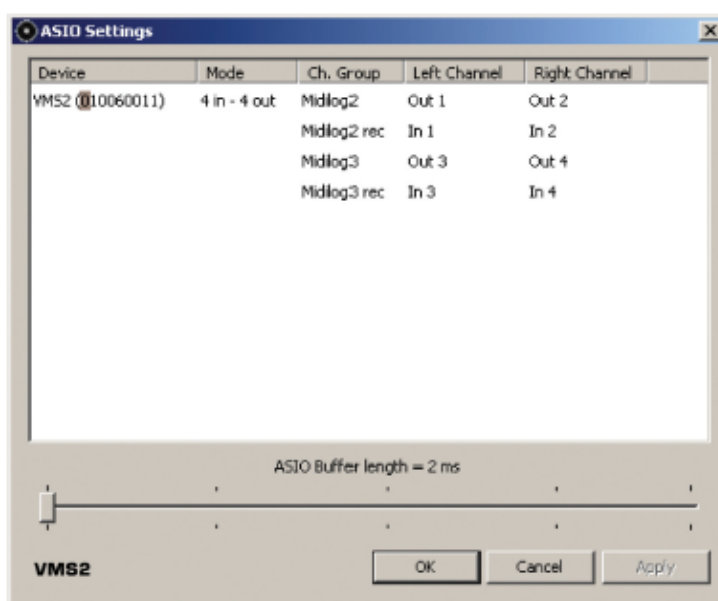 ASIO Settings
Device Mode Ch. Group Left Channel Right Channel
VMS2 (010060011) 4 in - 4 out Midilog2 Out 1 Out 2
Midilog2 rec In 1 In 2
Midilog3 Out 3 Out 4
Midilog3 rec In 3 In 4
ASIO Buffer length = 2 ms
VMS2 OK Cancel Apply